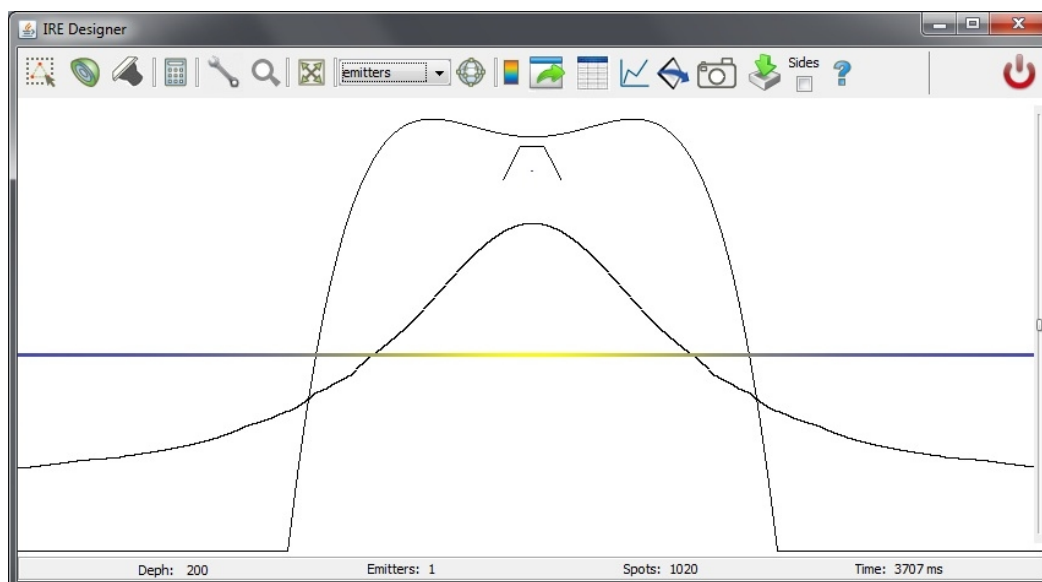 IRE Designer
emitters
Sides
Deph: 200 Emitters: 1 Spots: 1020 Time: 3707 ms